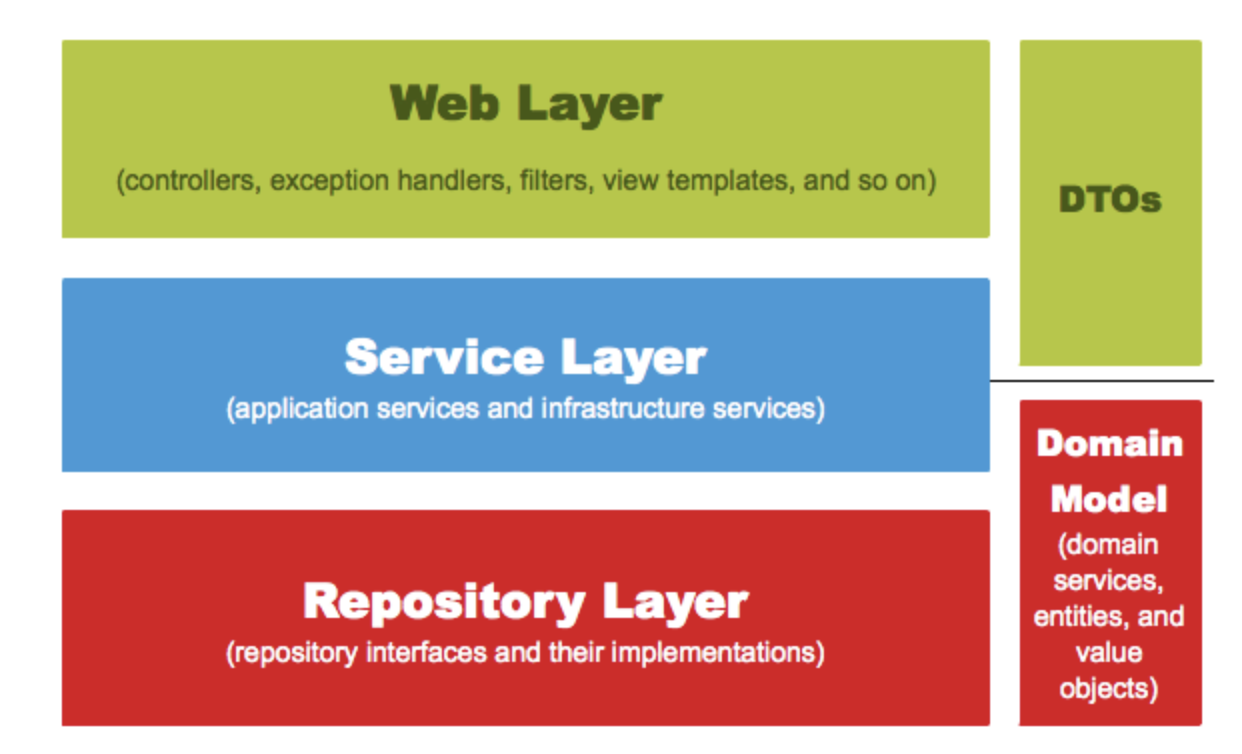 Web Layer
(controllers, exception handlers, filters, view templates, and so on)
DTOs
Service Layer
(application services and infrastructure services)
Repository Layer
(repository interfaces and their implementations)
Domain
Model
(domain
services,
entities, and
value
objects)